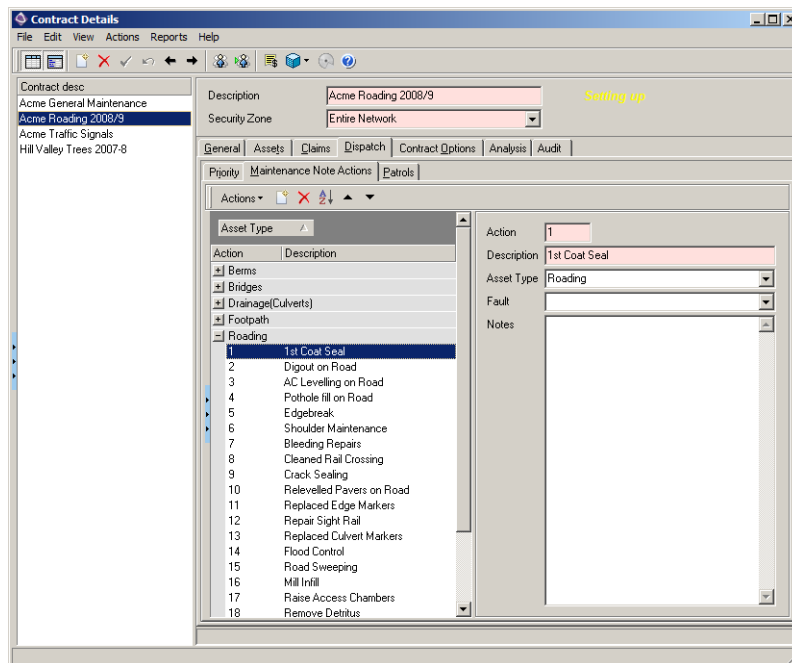 Contract Details
File Edit View Actions Reports Help
Contract desc
Acme General Maintenance
Acme Roading 2008/9
Acme Traffic Signals
Hill Valley Trees 2007-8
Description Acme Roading 2008/9 Setting up
Security Zone Entire Network
General Assets Claims Dispatch Contract Options Analysis Audit
Priority Maintenance Note Actions Patrols
Actions
Asset Type
Action Description
Berms
Bridges
Drainage(Culverts)
Footpath
Roading
1 1st Coat Seal
2 Digout on Road
3 AC Levelling on Road
4 Pothole fill on Road
5 Edgebreak
6 Shoulder Maintenance
7 Bleeding Repairs
8 Cleaned Rail Crossing
9 Crack Sealing
10 Relevelled Pavers on Road
11 Replaced Edge Markers
12 Repair Sight Rail
13 Replaced Culvert Markers
14 Flood Control
15 Road Sweeping
16 Mill Infill
17 Raise Access Chambers
18 Remove Detritus
Action 1
Description 1st Coat Seal
Asset Type Roading
Fault
Notes